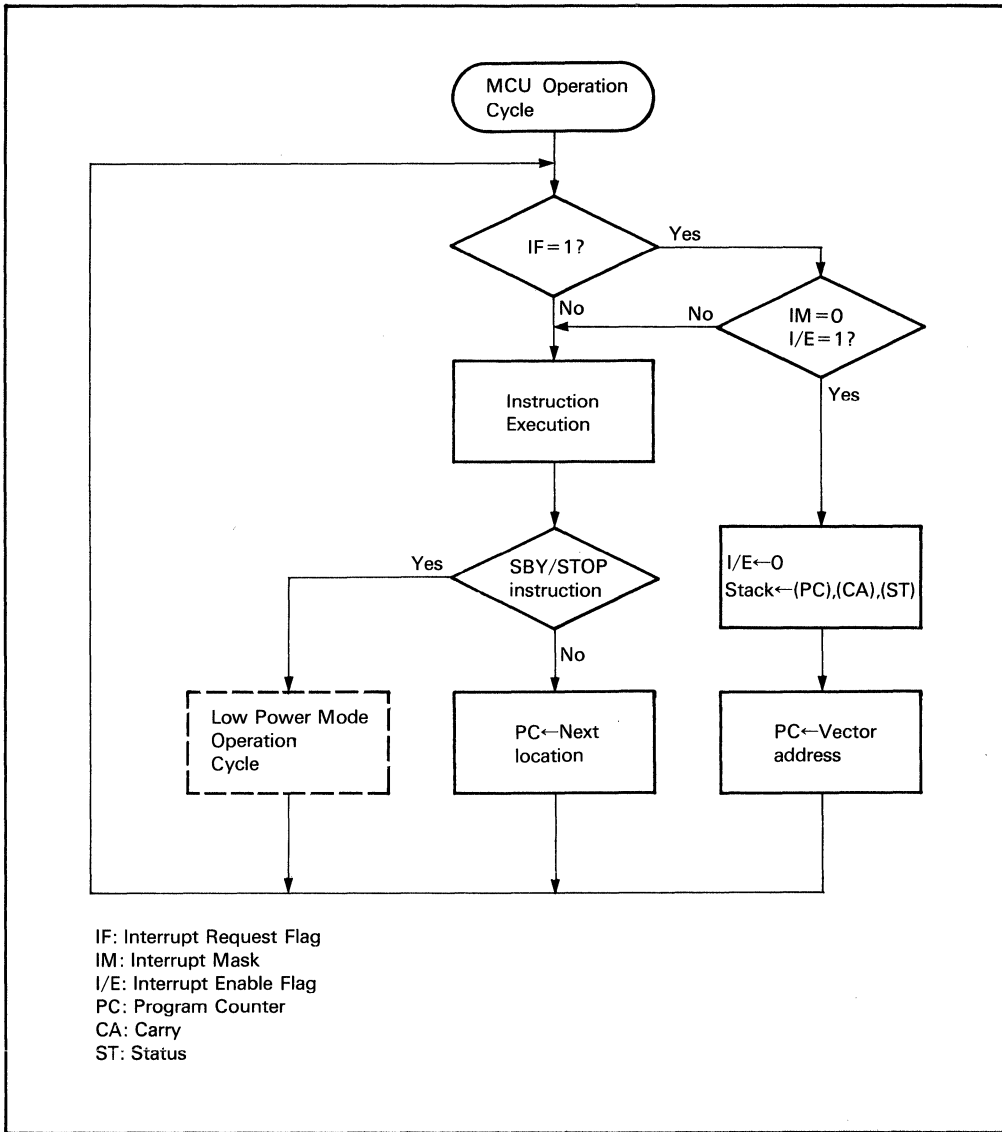 MCU Operation
Cycle
IF=1?
Yes
No
IM=0
I/E=1?
No
Yes
Instruction
Execution
SBY/STOP
instruction
Yes
No
I/E←0
Stack←(PC),(CA),(ST)
Low Power Mode
Operation
Cycle
PC←Next
location
PC←Vector
address
IF: Interrupt Request Flag
IM: Interrupt Mask
I/E: Interrupt Enable Flag
PC: Program Counter
CA: Carry
ST: Status